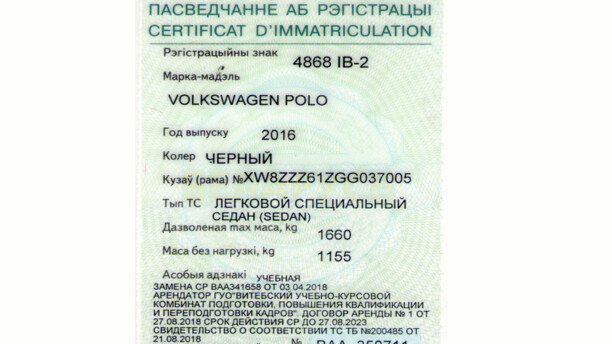 ПАСВЕДЧАННЕ АБ РЭГІСТРАЦЫІ
CERTIFICAT D'IMMATRICULATION
Рэгістрацыйны знак 4868 IB-2
Марка-мадэль
VOLKSWAGEN POLO
Год выпуску 2016
Колер ЧЕРНЫЙ
Кузаў (рама) № XW8ZZZ61ZGG037005
Тып ТС ЛЕГКОВОЙ СПЕЦИАЛЬНЫЙ
СЕДАН (SEDAN)
Дазволеная max маса, kg 1660
Маса без нагрузкі, kg 1155
Асобыя адзнакі УЧЕБНАЯ
ЗАМЕНА СР ВАА341658 ОТ 03.04.2018
АРЕНДАТОР ГУО"ВИТЕБСКИЙ УЧЕБНО-КУРСОВОЙ
КОМБИНАТ ПОДГОТОВКИ, ПОВЫШЕНИЯ КВАЛИФИКАЦИИ
И ПЕРЕПОДГОТОВКИ КАДРОВ". ДОГОВОР АРЕНДЫ № 1 ОТ
27.08.2018 СРОК ДЕЙСТВИЯ СР ДО 27.08.2023
СВИДЕТЕЛЬСТВО О СООТВЕТСТВИИ ТС ТБ №200485 ОТ
21.08.2018